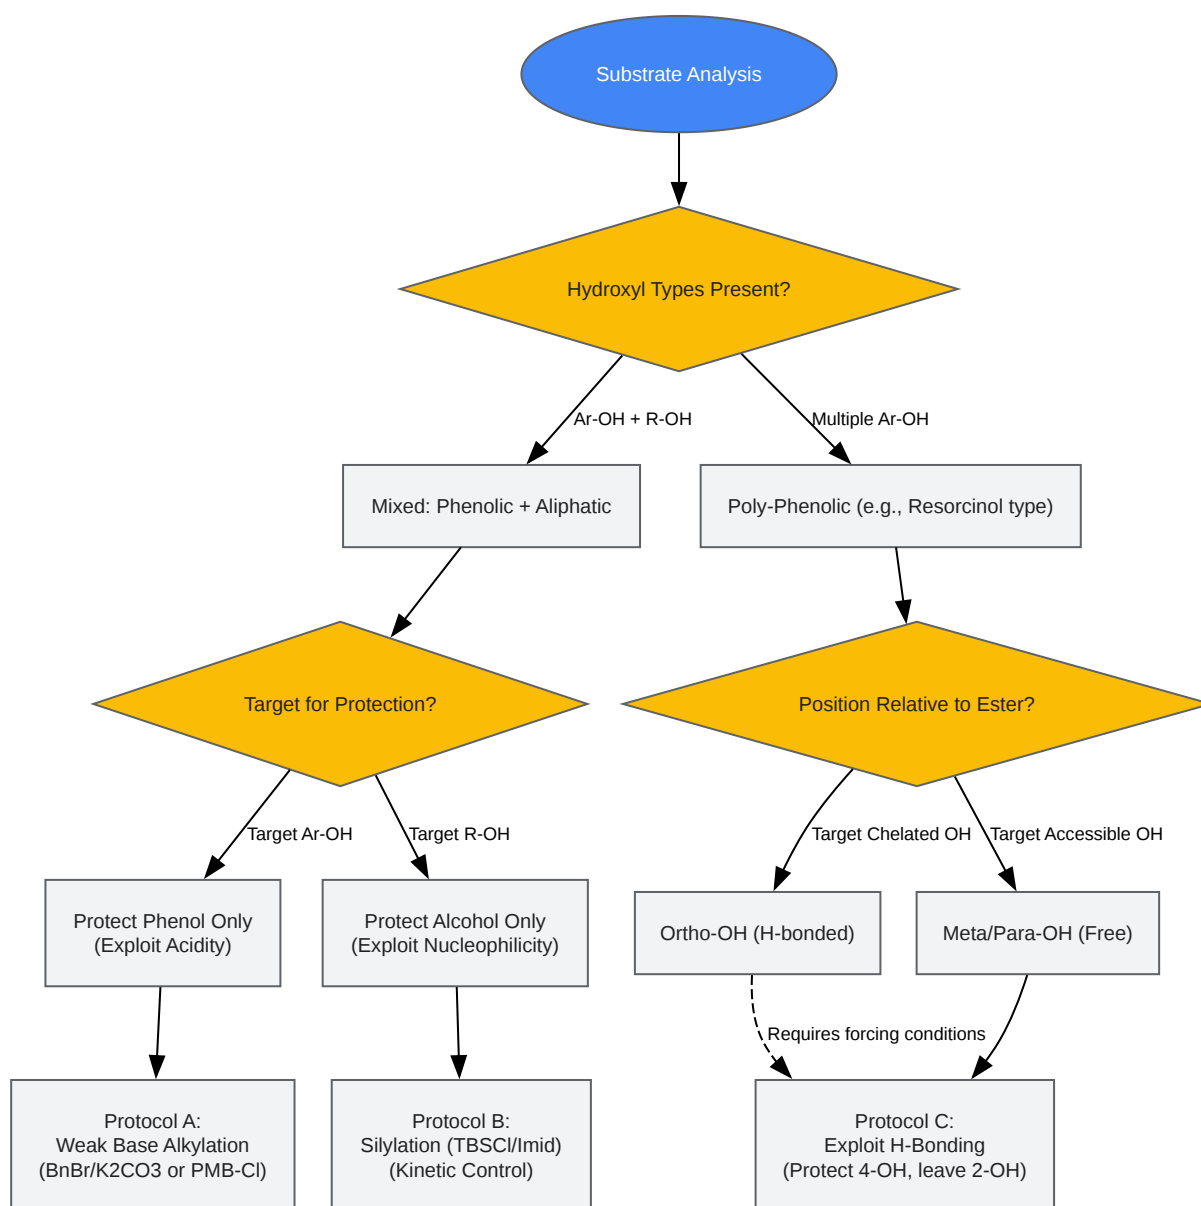 Substrate Analysis
Hydroxyl Types Present?
Ar-OH + R-OH
Multiple Ar-OH
Mixed: Phenolic + Aliphatic
Poly-Phenolic (e.g., Resorcinol type)
Target for Protection?
Position Relative to Ester?
Target Ar-OH
Target R-OH
Target Chelated OH
Target Accessible OH
Protect Phenol Only
(Exploit Acidity)
Protect Alcohol Only
(Exploit Nucleophilicity)
Ortho-OH (H-bonded)
Meta/Para-OH (Free)
Requires forcing conditions
Protocol A:
Weak Base Alkylation
(BnBr/K2CO3 or PMB-Cl)
Protocol B:
Silylation (TBSCl/Imid)
(Kinetic Control)
Protocol C:
Exploit H-Bonding
(Protect 4-OH, leave 2-OH)